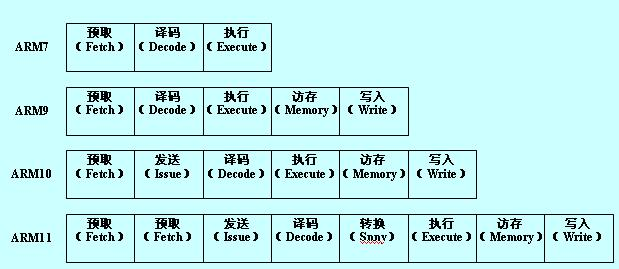 预取 译码 执行
ARM7 (Fetch) (Decode) (Execute)
预取 译码 执行 访存 写入
ARM9 (Fetch) (Decode) (Execute) (Memory) (Write)
预取 发送 译码 执行 访存 写入
ARM10 (Fetch) (Issue) (Decode) (Execute) (Memory) (Write)
预取 预取 发送 译码 转换 执行 访存 写入
ARM11 (Fetch) (Fetch) (Issue) (Decode) (Snny) (Execute) (Memory) (Write)